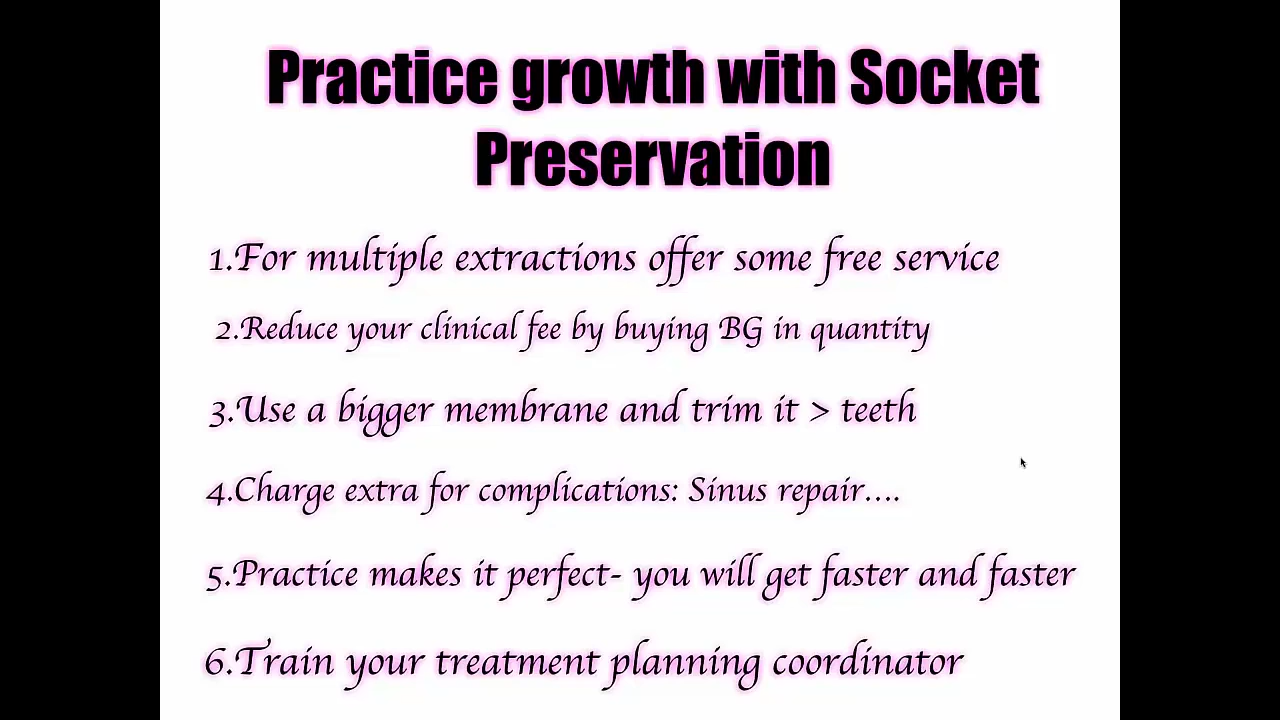 Practice growth with Socket
Preservation
1.For multiple extractions offer some free service
2.Reduce your clinical fee by buying BG in quantity
3.Use a bigger membrane and trim it > teeth
4.Charge extra for complications: Sinus repair....
5.Practice makes it perfect- you will get faster and faster
6.Train your treatment planning coordinator